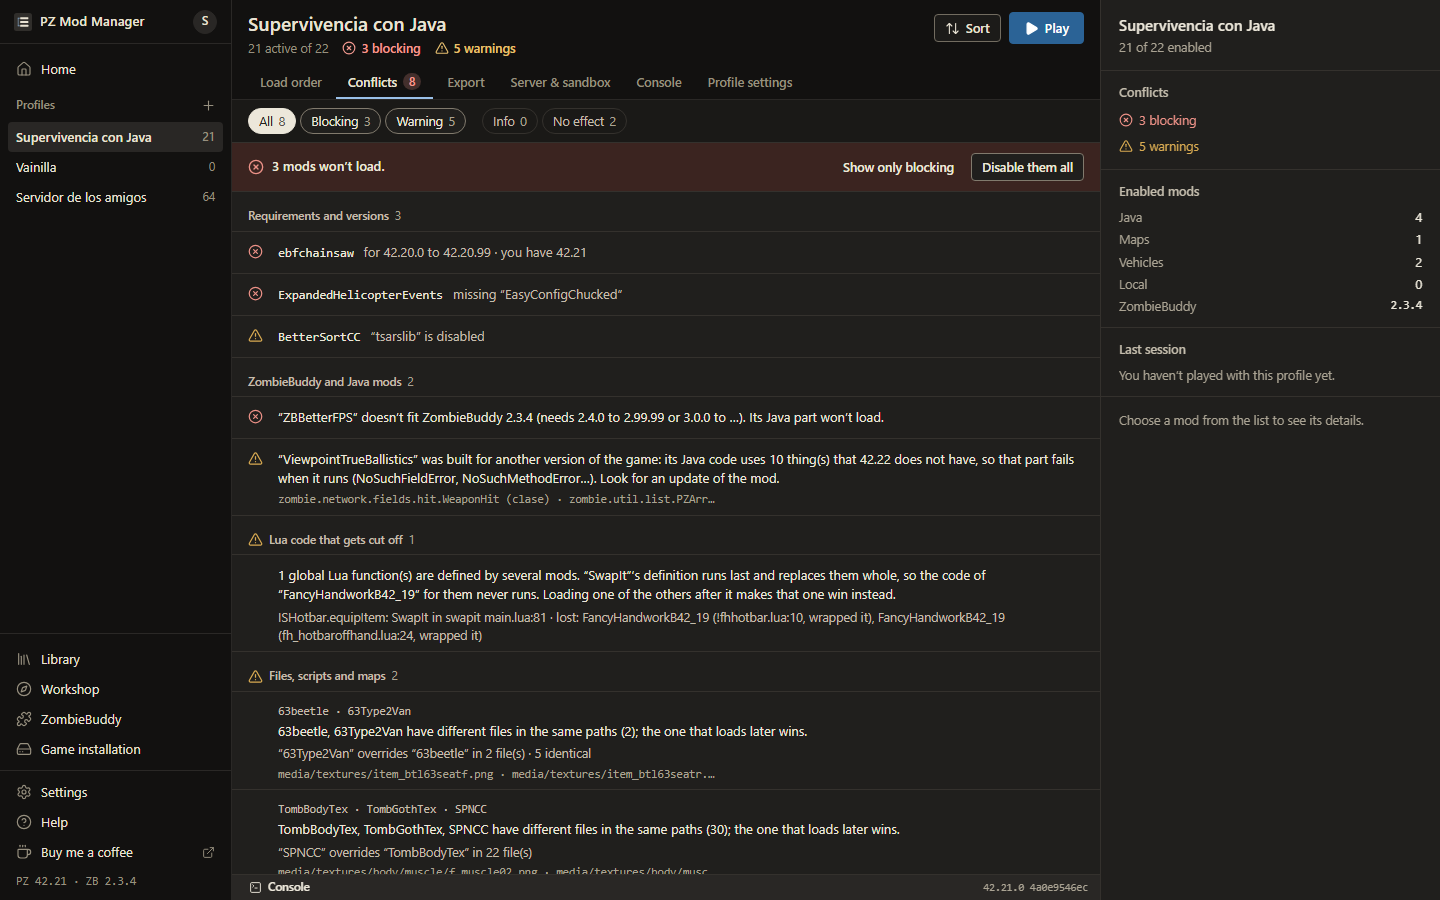 PZ Mod Manager
S
Home
Profiles
Supervivencia con Java 21
Vainilla 0
Servidor de los amigos 64
Library
Workshop
ZombieBuddy
Game installation
Settings
Help
Buy me a coffee
PZ 42.21 · ZB 2.3.4
Supervivencia con Java
21 active of 22 3 blocking 5 warnings
Sort
Play
Load order Conflicts 8 Export Server & sandbox Console Profile settings
All 8 Blocking 3 Warning 5 Info 0 No effect 2
3 mods won't load. Show only blocking Disable them all
Requirements and versions 3
ebfchainsaw for 42.20.0 to 42.20.99 · you have 42.21
ExpandedHelicopterEvents missing “EasyConfigChucked”
BetterSortCC “tsarslib” is disabled
ZombieBuddy and Java mods 2
“ZBBetterFPS” doesn't fit ZombieBuddy 2.3.4 (needs 2.4.0 to 2.99.99 or 3.0.0 to ...). Its Java part won't load.
“ViewpointTrueBallistics” was built for another version of the game: its Java code uses 10 thing(s) that 42.22 does not have, so that part fails
when it runs (NoSuchFieldError, NoSuchMethodError...). Look for an update of the mod.
zombie.network.fields.hit.WeaponHit (clase) · zombie.util.list.PZArr…
Lua code that gets cut off 1
1 global Lua function(s) are defined by several mods. “SwapIt”'s definition runs last and replaces them whole, so the code of
“FancyHandworkB42_19” for them never runs. Loading one of the others after it makes that one win instead.
ISHotbar.equipItem: SwapIt in swapit main.lua:81 · lost: FancyHandworkB42_19 (!fhhotbar.lua:10, wrapped it), FancyHandworkB42_19
(fh_hotbaroffhand.lua:24, wrapped it)
Files, scripts and maps 2
63beetle · 63Type2Van
63beetle, 63Type2Van have different files in the same paths (2); the one that loads later wins.
“63Type2Van” overrides “63beetle” in 2 file(s) · 5 identical
media/textures/item_btl63seatf.png · media/textures/item_btl63seatr.…
TombBodyTex · TombGothTex · SPNCC
TombBodyTex, TombGothTex, SPNCC have different files in the same paths (30); the one that loads later wins.
“SPNCC” overrides “TombBodyTex” in 22 file(s)
media/textures/body/muscle/f_muscle02.png · media/textures/body/musc
Console 42.21.0 4a0e9546ec
Supervivencia con Java
21 of 22 enabled
Conflicts
3 blocking
5 warnings
Enabled mods
Java 4
Maps 1
Vehicles 2
Local 0
ZombieBuddy 2.3.4
Last session
You haven't played with this profile yet.
Choose a mod from the list to see its details.